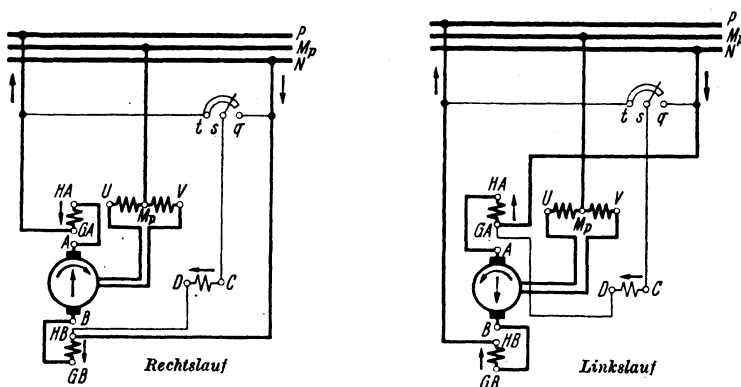 P
Mp
N
t s q
HA
U
V
Mp
GA
A
D
C
B
HB
GB
Rechtslauf
P
Mp
N
t s q
HA
U
V
Mp
GA
A
D
C
B
HB
GB
Linkslauf